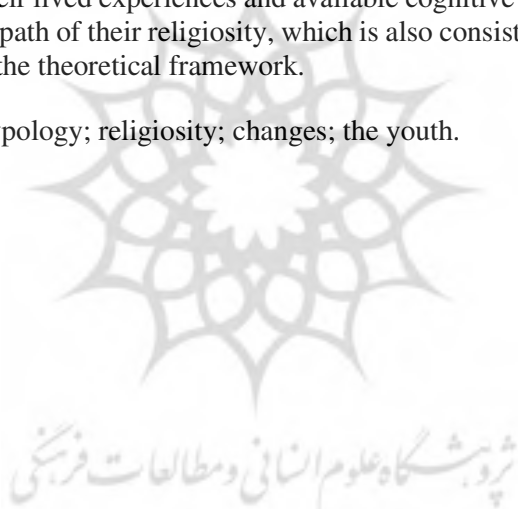 eir lived experiences and available cognitive
path of their religiosity, which is also consist
the theoretical framework.
ypology; religiosity; changes; the youth.
پژوهشگاه علوم انسانی و مطالعات فرهنگی